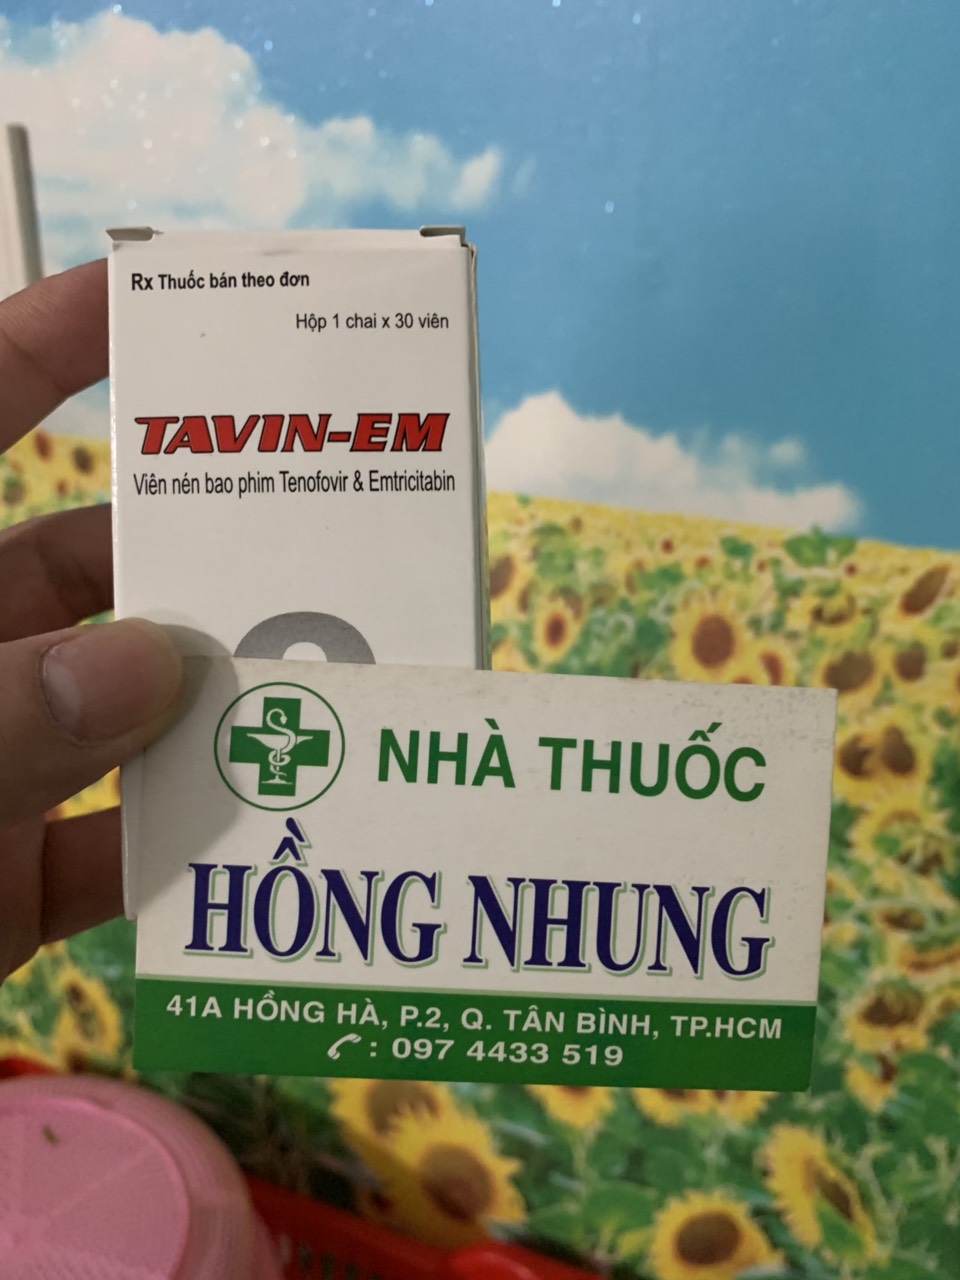 Rx Thuốc bán theo đơn
Hộp 1 chai x 30 viên
TAVIN-EM
Viên nén bao phim Tenofovir & Emtricitabin
NHÀ THUỐC
HỒNG NHUNG
41A HỒNG HÀ, P.2, Q. TÂN BÌNH, TP.HCM
: 097 4433 519